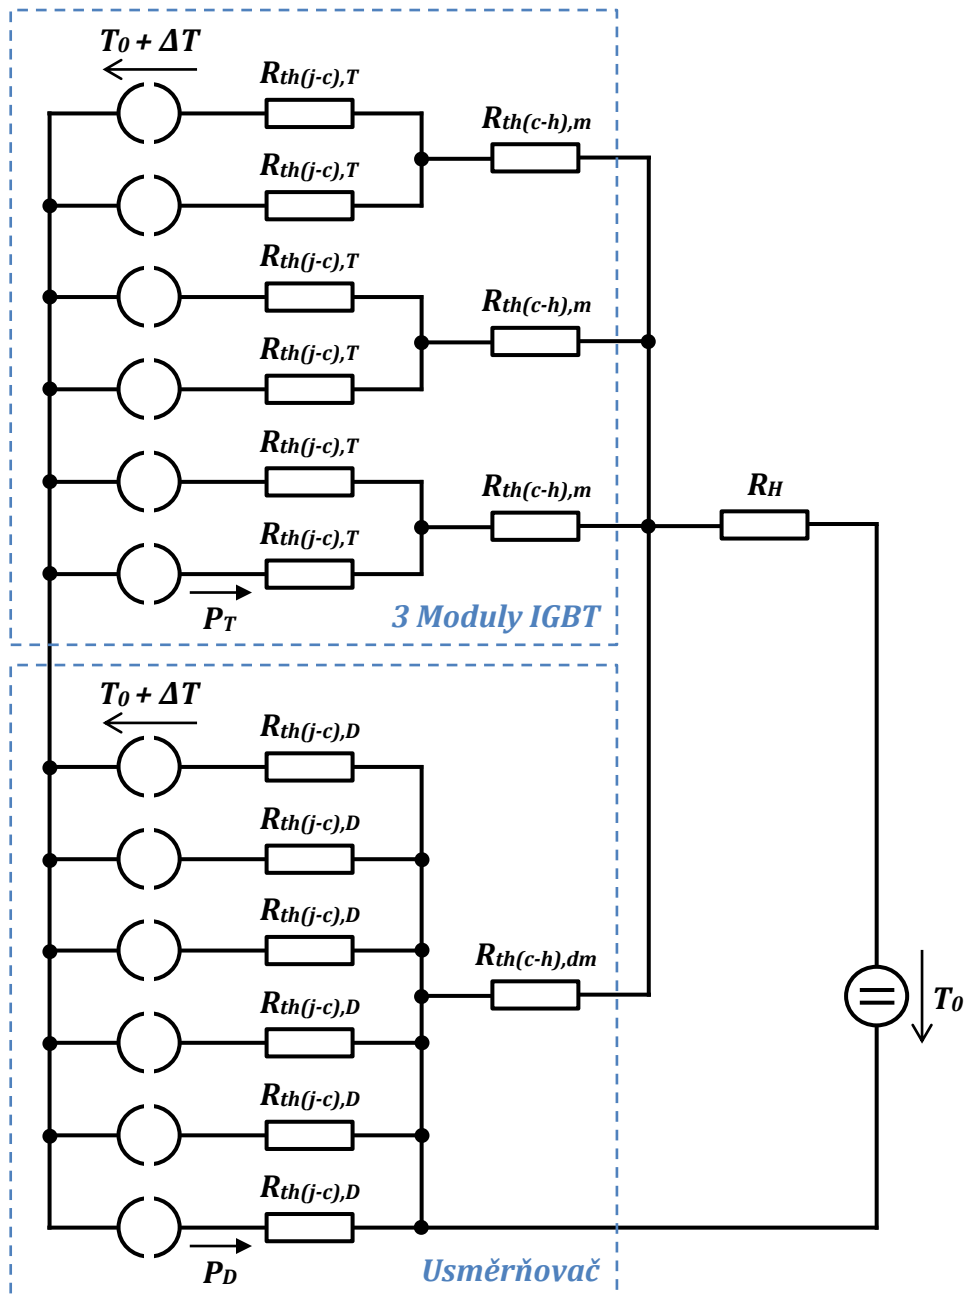 T0 + ΔT
Rth(j-c),T
Rth(c-h),m
Rth(j-c),T
Rth(j-c),T
Rth(c-h),m
Rth(j-c),T
Rth(j-c),T
Rth(c-h),m
RH
Rth(j-c),T
PT
3 Moduly IGBT
T0 + ΔT
Rth(j-c),D
Rth(j-c),D
Rth(j-c),D
Rth(c-h),dm
Rth(j-c),D
T0
Rth(j-c),D
Rth(j-c),D
PD
Usměrňovač